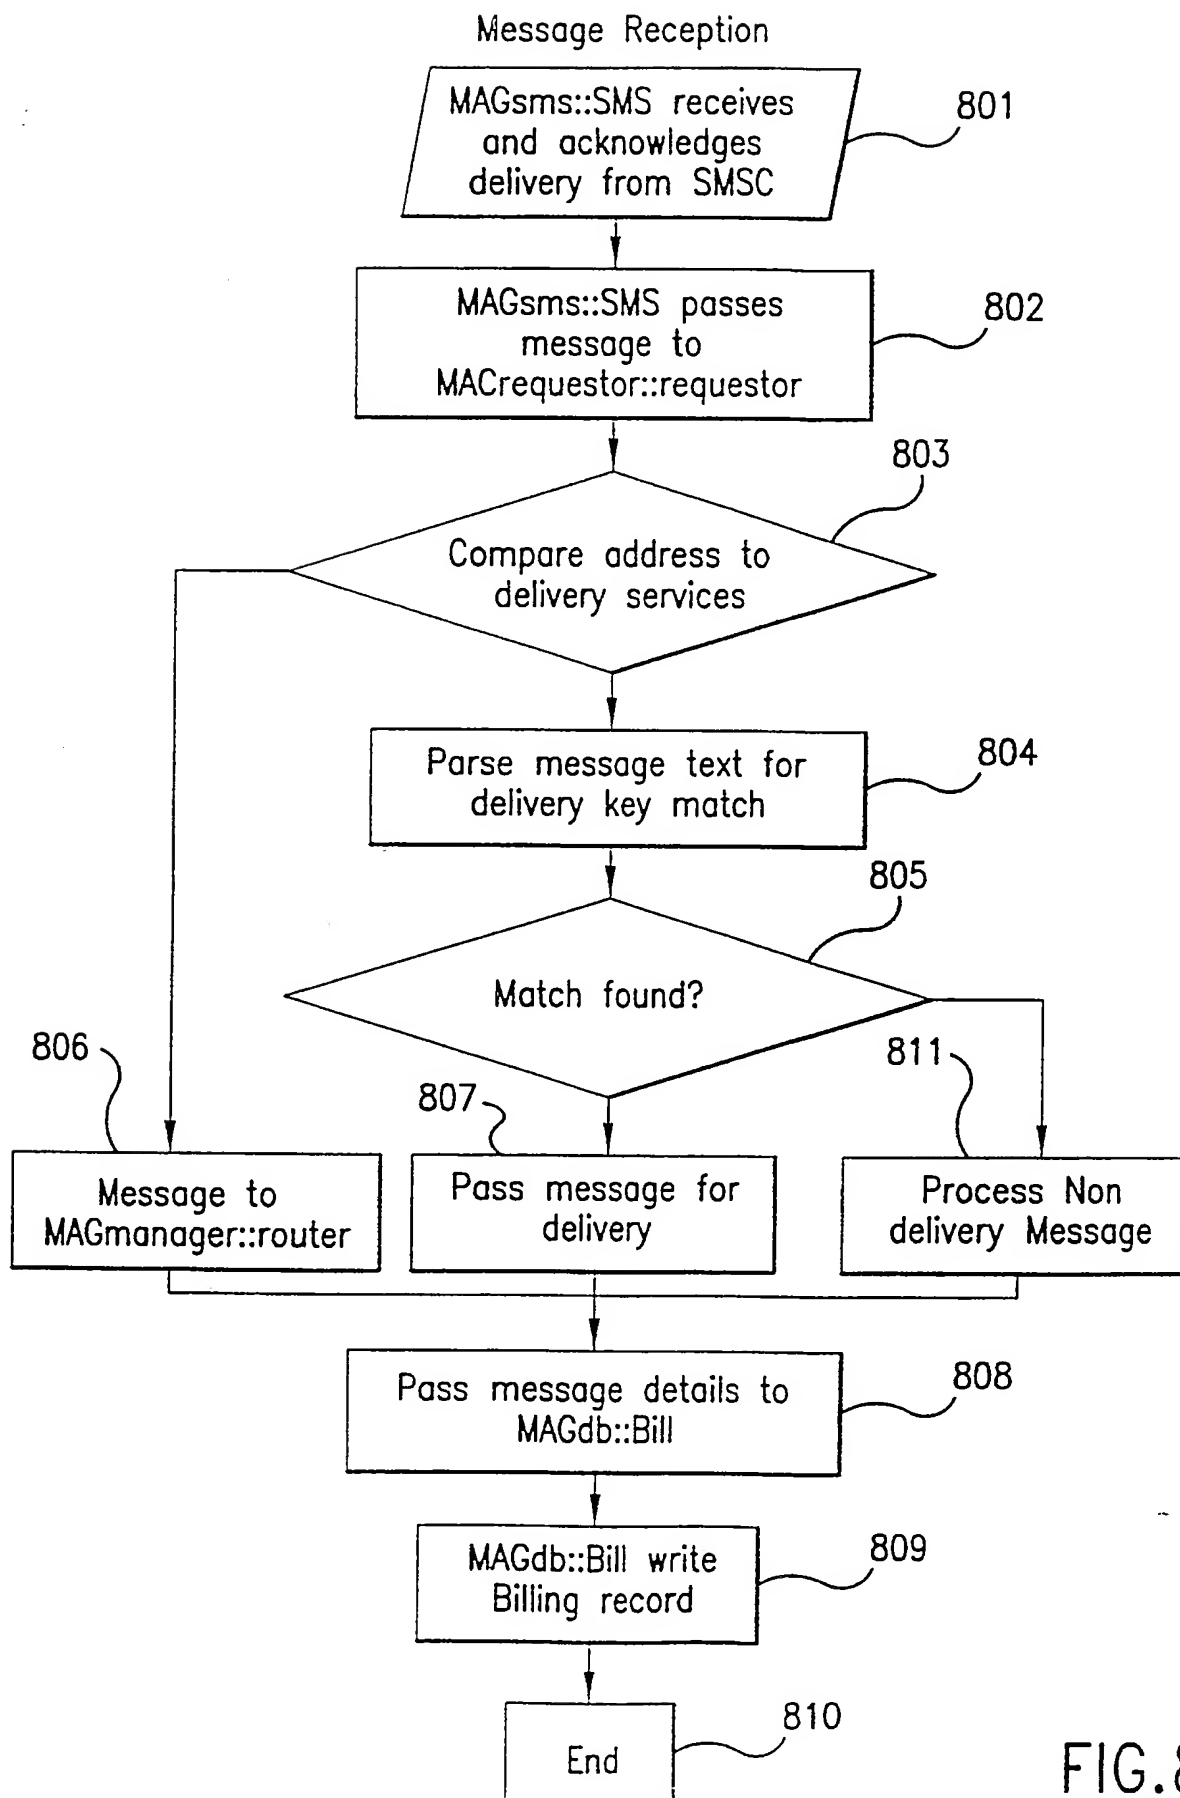 Message Reception
MAGsms::SMS receives
and acknowledges
delivery from SMSC
801
MAGsms::SMS passes
message to
MACrequestor::requestor
802
803
Compare address to
delivery services
Parse message text for
delivery key match
804
805
Match found?
806
807
811
Message to
MAGmanager::router
Pass message for
delivery
Process Non
delivery Message
Pass message details to
MAGdb::Bill
808
MAGdb::Bill write
Billing record
809
End
810
FIG.8